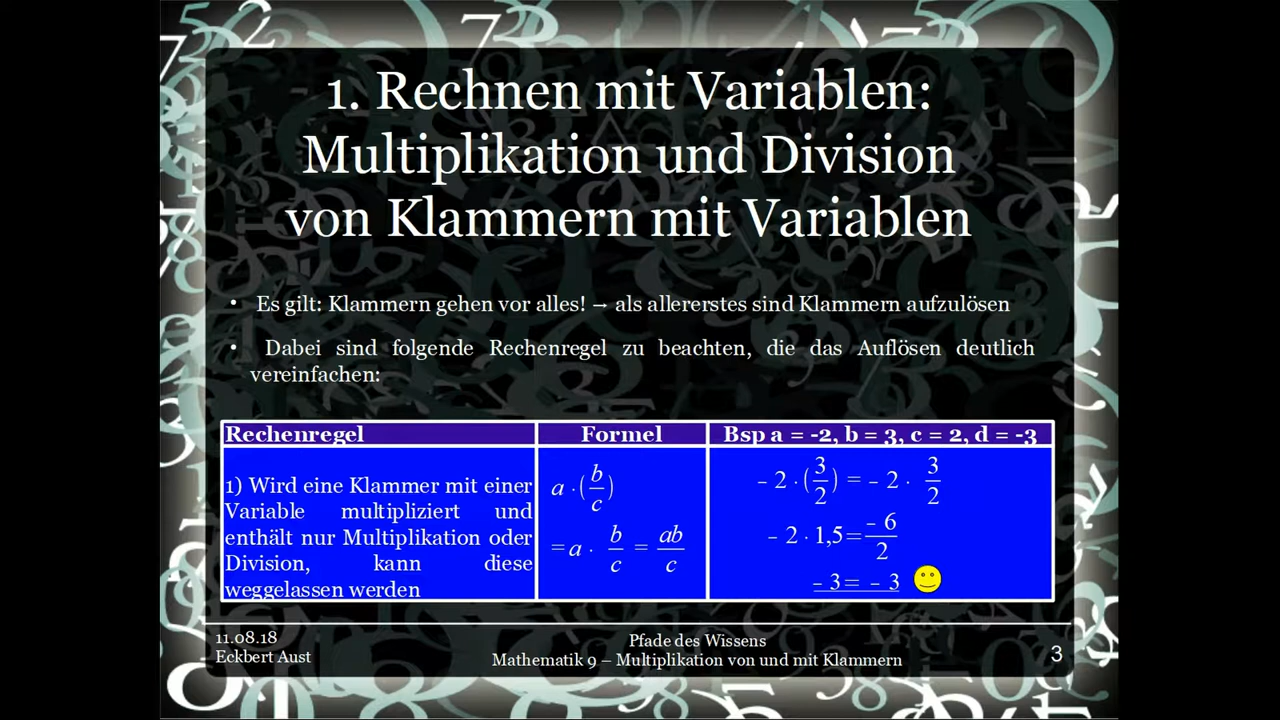 1. Rechnen mit Variablen:
Multiplikation und Division
von Klammern mit Variablen
• Es gilt: Klammern gehen vor alles! → als allererstes sind Klammern aufzulösen
• Dabei sind folgende Rechenregel zu beachten, die das Auflösen deutlich
vereinfachen:
Rechenregel Formel Bsp a = -2, b = 3, c = 2, d = -3
1) Wird eine Klammer mit einer
Variable multipliziert und
enthält nur Multiplikation oder
Division, kann diese
weggelassen werden
a · (b/c)
= a · b/c = ab/c
– 2 · (3/2) = – 2 · 3/2
– 2 · 1,5 = – 6/2
– 3 = – 3
11.08.18
Eckbert Aust
Pfade des Wissens
Mathematik 9 – Multiplikation von und mit Klammern
3